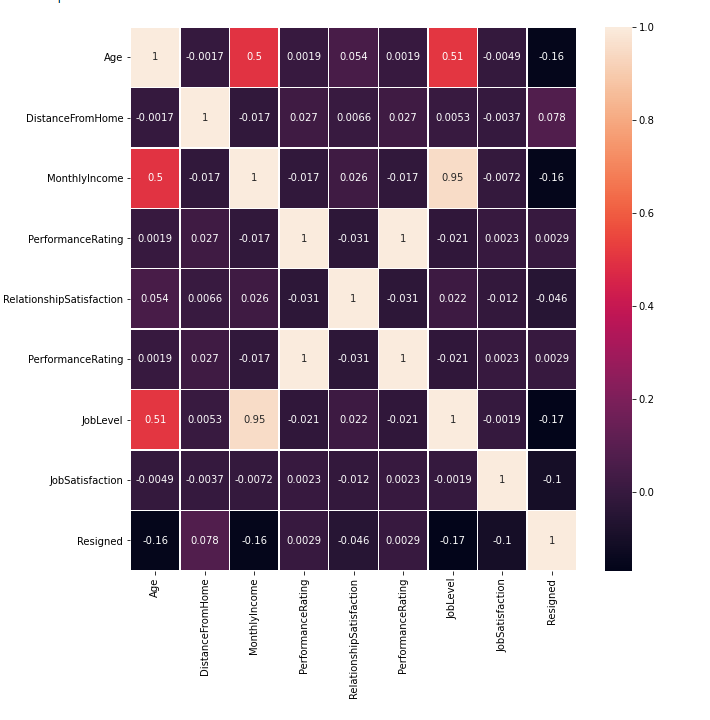 1.0
Age 1 -0.0017 0.5 0.0019 0.054 0.0019 0.51 -0.0049 -0.16
DistanceFromHome -0.0017 1 -0.017 0.027 0.0066 0.027 0.0053 -0.0037 0.078
0.8
MonthlyIncome 0.5 -0.017 1 -0.017 0.026 -0.017 0.95 -0.0072 -0.16
0.6
PerformanceRating 0.0019 0.027 -0.017 1 -0.031 1 -0.021 0.0023 0.0029
RelationshipSatisfaction 0.054 0.0066 0.026 -0.031 1 -0.031 0.022 -0.012 -0.046
0.4
PerformanceRating 0.0019 0.027 -0.017 1 -0.031 1 -0.021 0.0023 0.0029
0.2
JobLevel 0.51 0.0053 0.95 -0.021 0.022 -0.021 1 -0.0019 -0.17
JobSatisfaction -0.0049 -0.0037 -0.0072 0.0023 -0.012 0.0023 -0.0019 1 -0.1
0.0
Resigned -0.16 0.078 -0.16 0.0029 -0.046 0.0029 -0.17 -0.1 1
Age
DistanceFromHome
MonthlyIncome
PerformanceRating
RelationshipSatisfaction
PerformanceRating
JobLevel
JobSatisfaction
Resigned